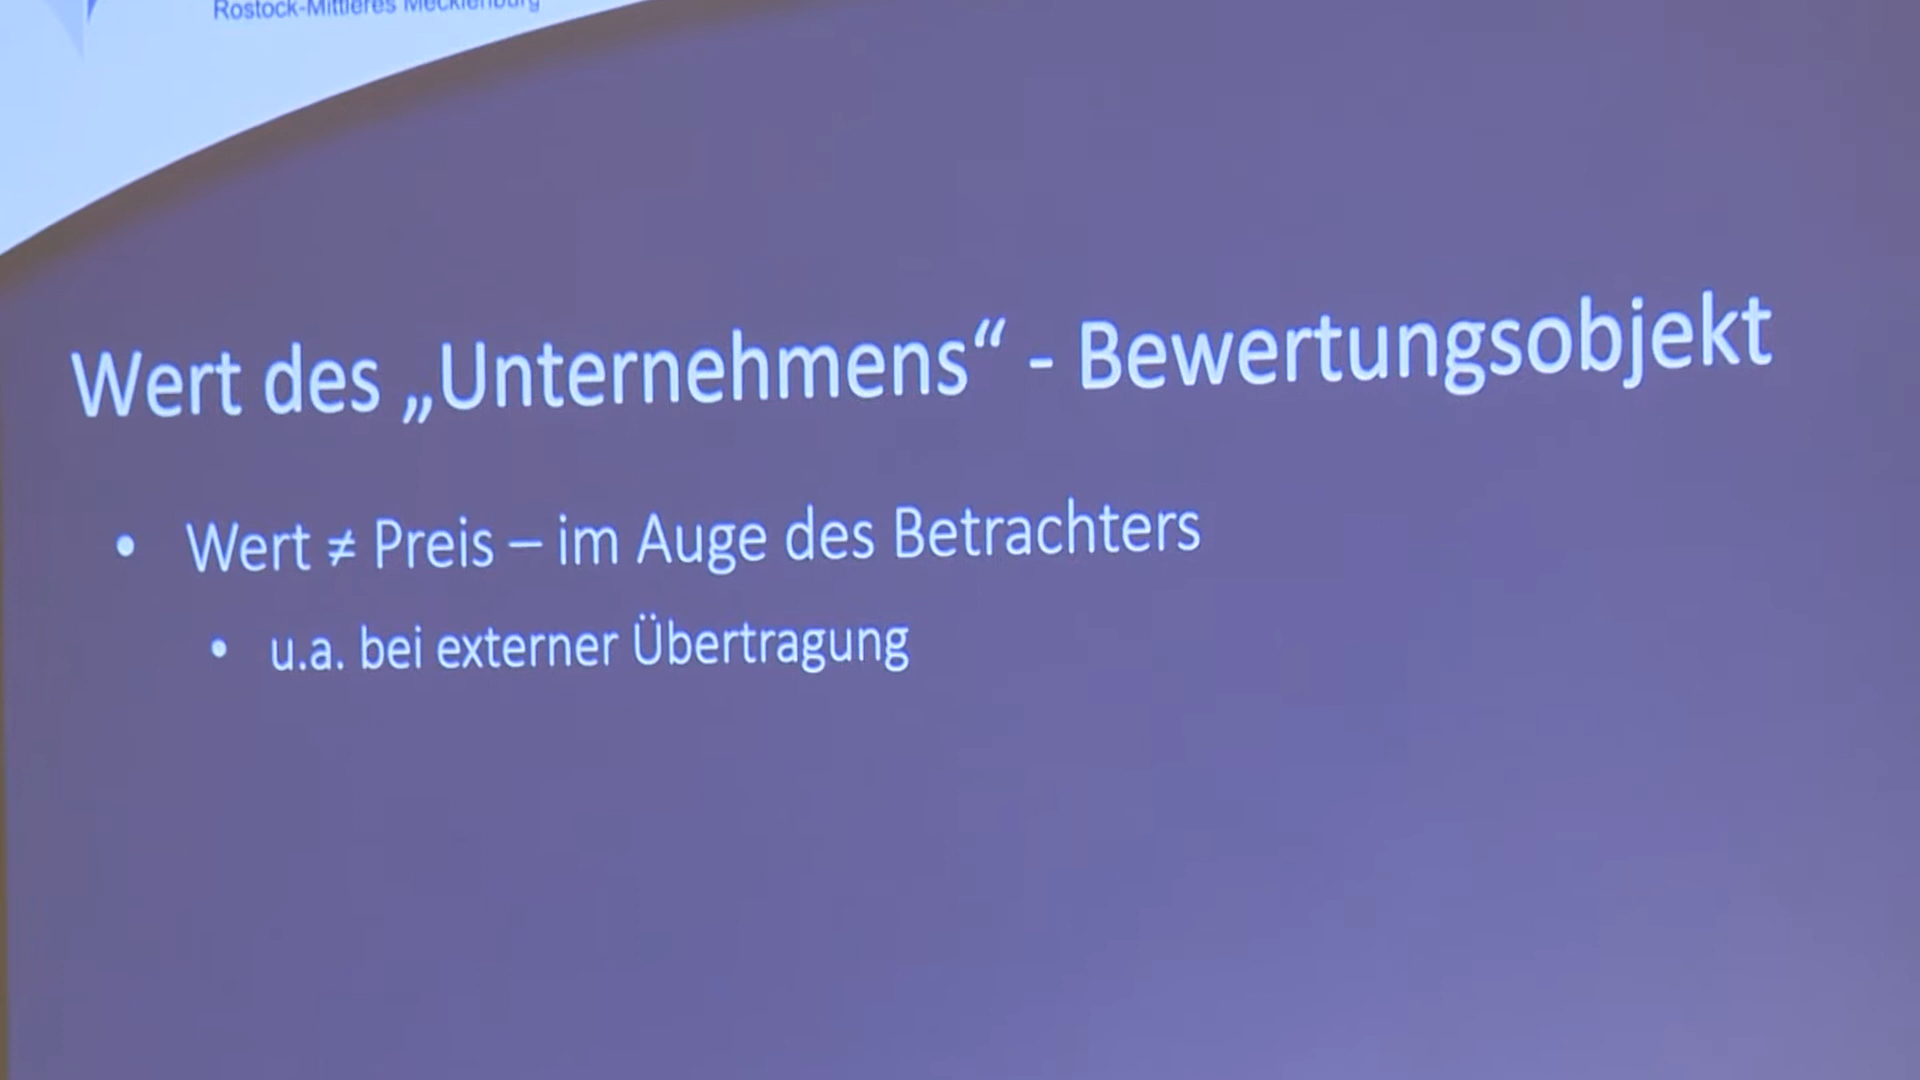 Rostock-Mittleres Mecklenburg
Wert des „Unternehmens“ - Bewertungsobjekt
• Wert ≠ Preis – im Auge des Betrachters
• u.a. bei externer Übertragung